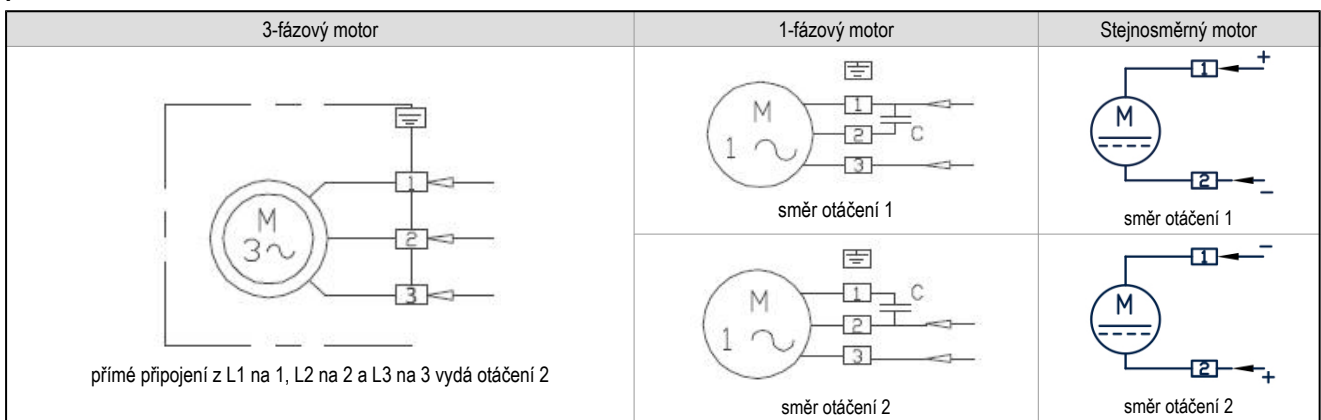 3-fázový motor
1-fázový motor
Stejnosměrný motor
1
2
3
M
3
přímé připojení z L1 na 1, L2 na 2 a L3 na 3 vydá otáčení 2
M
1
1
2
3
C
směr otáčení 1
M
1
1
2
3
C
směr otáčení 2
1
+
M
2
-
směr otáčení 1
1
-
M
2
+
směr otáčení 2